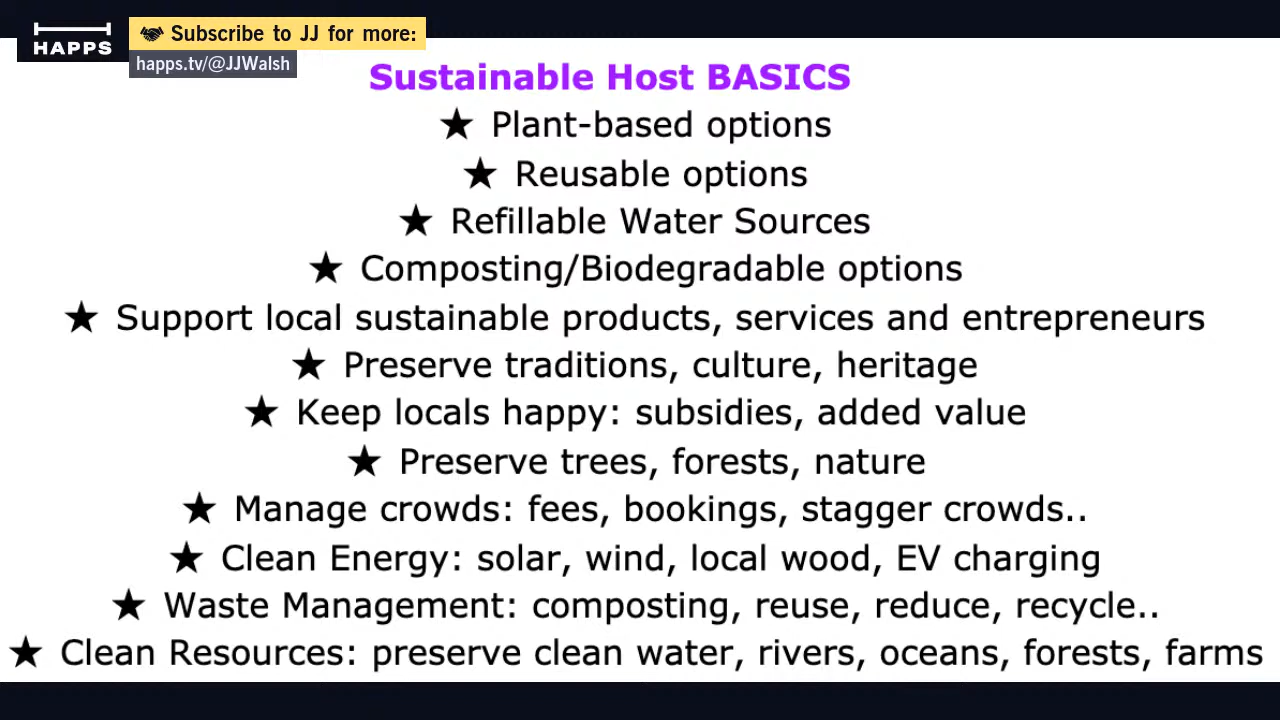 HAPPS
Subscribe to JJ for more:
happs.tv/@JJWalsh
Sustainable Host BASICS
★ Plant-based options
★ Reusable options
★ Refillable Water Sources
★ Composting/Biodegradable options
★ Support local sustainable products, services and entrepreneurs
★ Preserve traditions, culture, heritage
★ Keep locals happy: subsidies, added value
★ Preserve trees, forests, nature
★ Manage crowds: fees, bookings, stagger crowds..
★ Clean Energy: solar, wind, local wood, EV charging
★ Waste Management: composting, reuse, reduce, recycle..
★ Clean Resources: preserve clean water, rivers, oceans, forests, farms